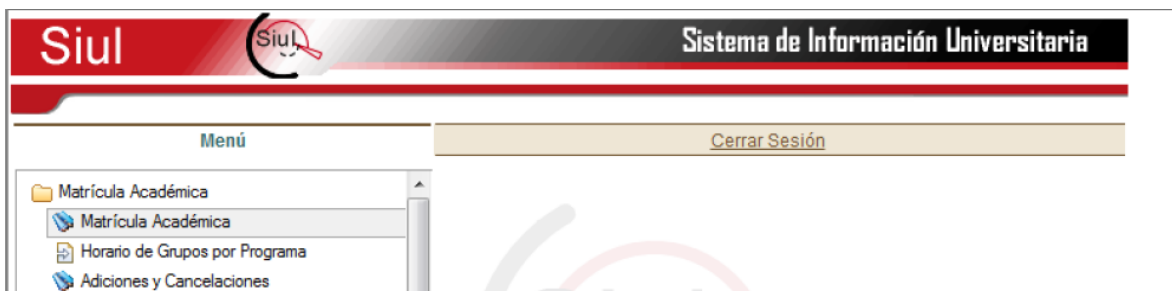 Siul
Siul
Sistema de Información Universitaria
Menú
Cerrar Sesión
Matrícula Académica
Matrícula Académica
Horario de Grupos por Programa
Adiciones y Cancelaciones